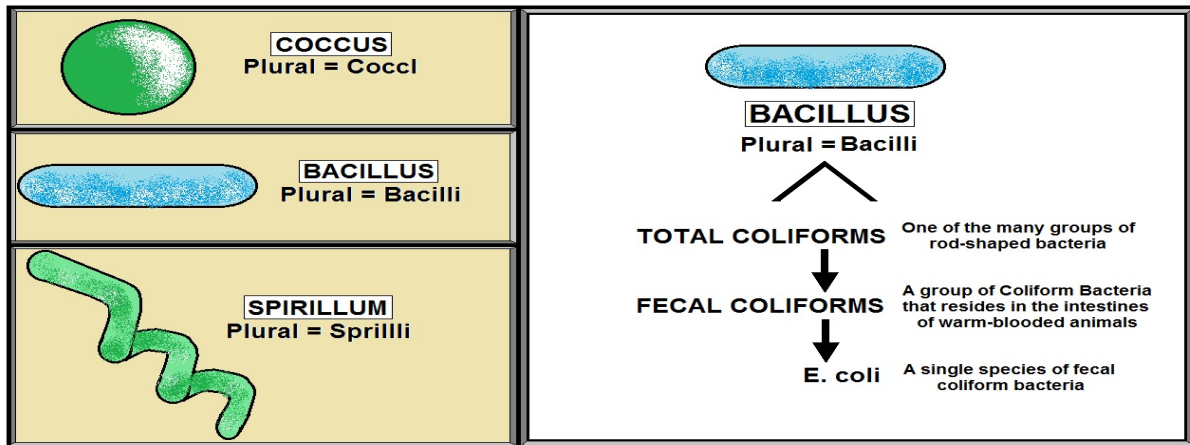 COCCUS
Plural = CoccI
BACILLUS
Plural = Bacilli
SPIRILLUM
Plural = Sprillli
BACILLUS
Plural = Bacilli
TOTAL COLIFORMS
One of the many groups of
rod-shaped bacteria
FECAL COLIFORMS
A group of Coliform Bacteria
that resides in the intestines
of warm-blooded animals
E. coli
A single species of fecal
coliform bacteria